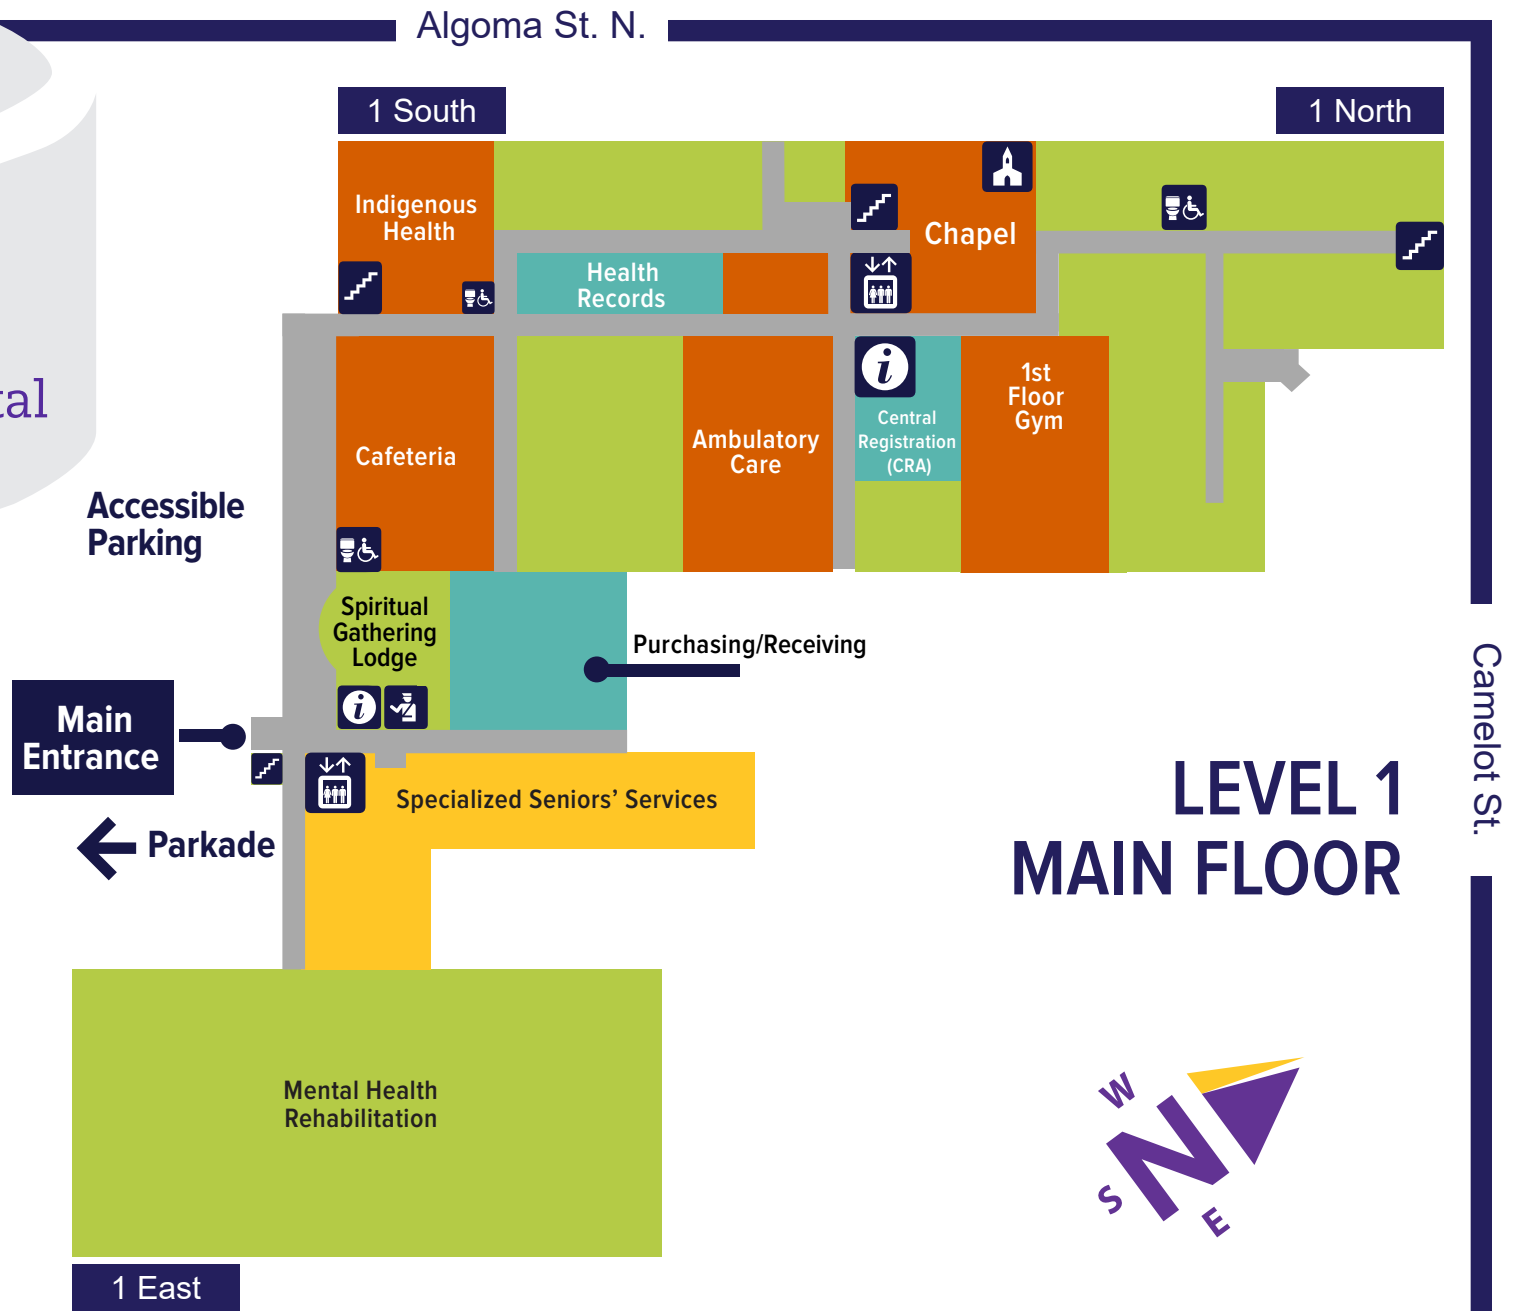 Algoma St. N.
1 South
1 North
Indigenous
Health
Chapel
Health
Records
tal
Cafeteria
Ambulatory
Care
i
Central
Registration
(CRA)
1st
Floor
Gym
Accessible
Parking
Spiritual
Gathering
Lodge
i
Purchasing/Receiving
Camelot St.
Main
Entrance
Specialized Seniors’ Services
Parkade
LEVEL 1
MAIN FLOOR
Mental Health
Rehabilitation
W
N
S
E
1 East